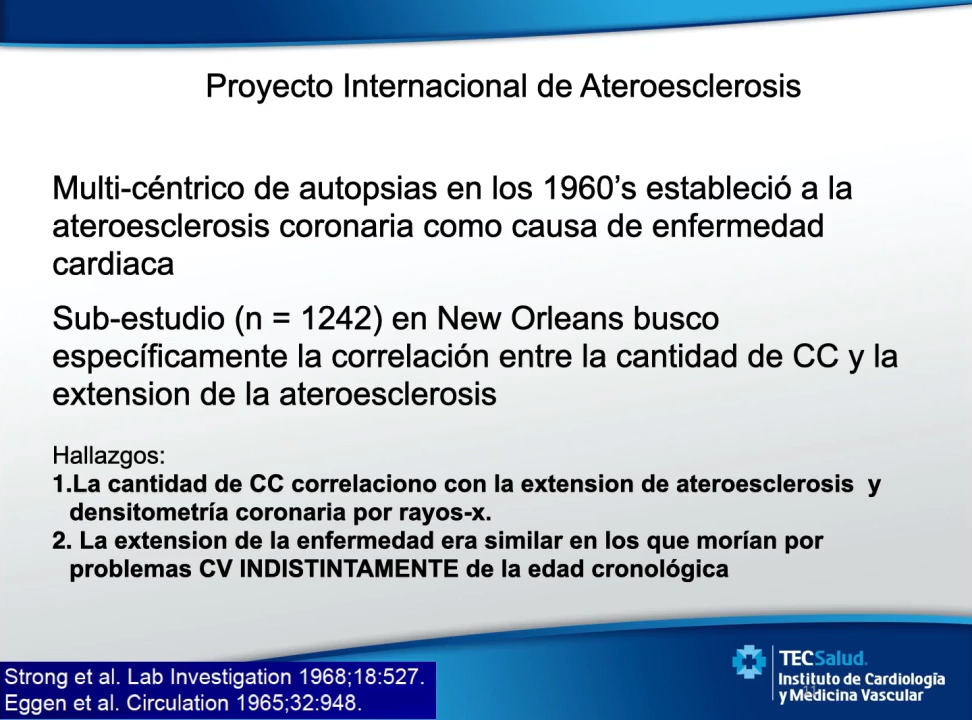 Proyecto Internacional de Ateroesclerosis
Multi-céntrico de autopsias en los 1960's estableció a la
ateroesclerosis coronaria como causa de enfermedad
cardiaca
Sub-estudio (n = 1242) en New Orleans busco
específicamente la correlación entre la cantidad de CC y la
extension de la ateroesclerosis
Hallazgos:
1.La cantidad de CC correlaciono con la extension de ateroesclerosis y
densitometría coronaria por rayos-x.
2. La extension de la enfermedad era similar en los que morían por
problemas CV INDISTINTAMENTE de la edad cronológica
Strong et al. Lab Investigation 1968;18:527.
Eggen et al. Circulation 1965;32:948.
TECSalud.
Instituto de Cardiología
y Medicina Vascular